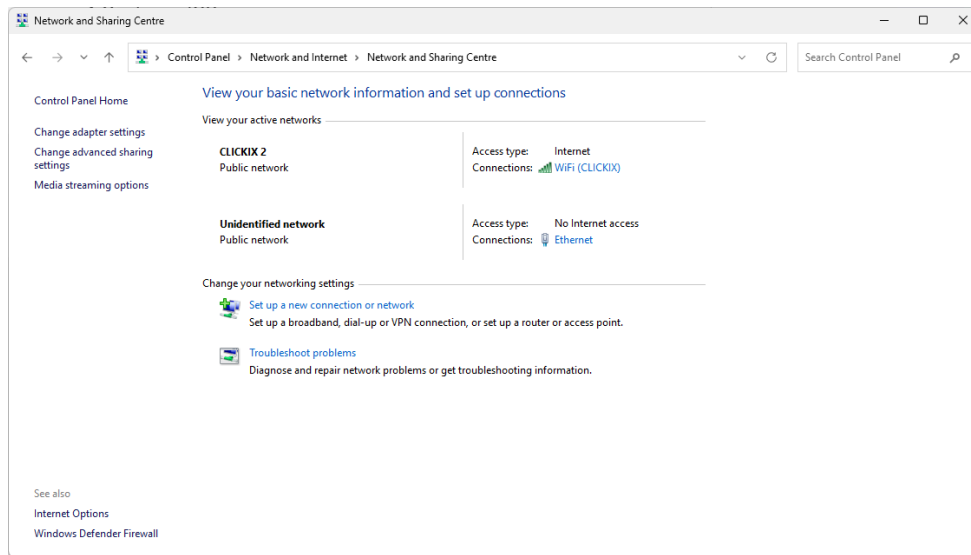 Network and Sharing Centre
Control Panel > Network and Internet > Network and Sharing Centre
Search Control Panel
Control Panel Home
Change adapter settings
Change advanced sharing
settings
Media streaming options
View your basic network information and set up connections
View your active networks
CLICKIX 2
Public network
Access type: Internet
Connections: WiFi (CLICKIX)
Unidentified network
Public network
Access type: No Internet access
Connections: Ethernet
Change your networking settings
Set up a new connection or network
Set up a broadband, dial-up or VPN connection, or set up a router or access point.
Troubleshoot problems
Diagnose and repair network problems or get troubleshooting information.
See also
Internet Options
Windows Defender Firewall